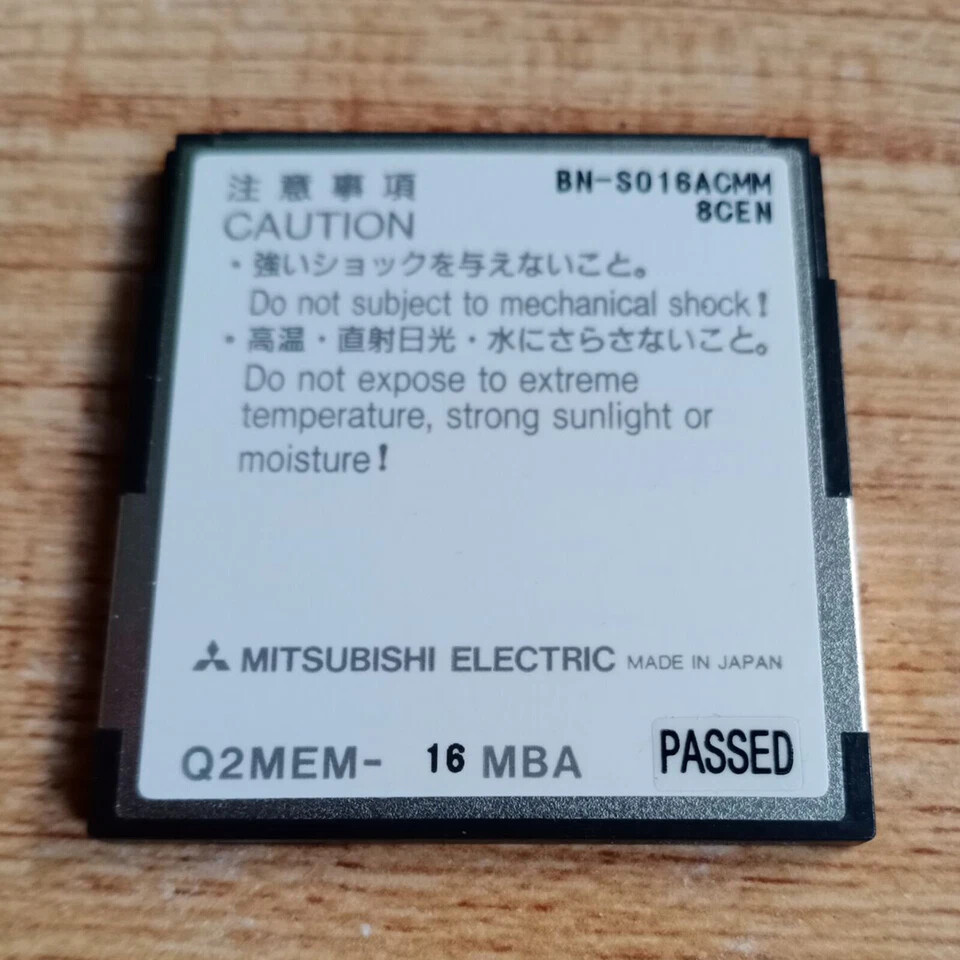 注意事項
BN-S016ACMM
8CEN
CAUTION
・強いショックを与えないこと。
Do not subject to mechanical shock!
・高温・直射日光・水にさらさないこと。
Do not expose to extreme
temperature, strong sunlight or
moisture!
MITSUBISHI ELECTRIC MADE IN JAPAN
Q2MEM- 16 MBA
PASSED